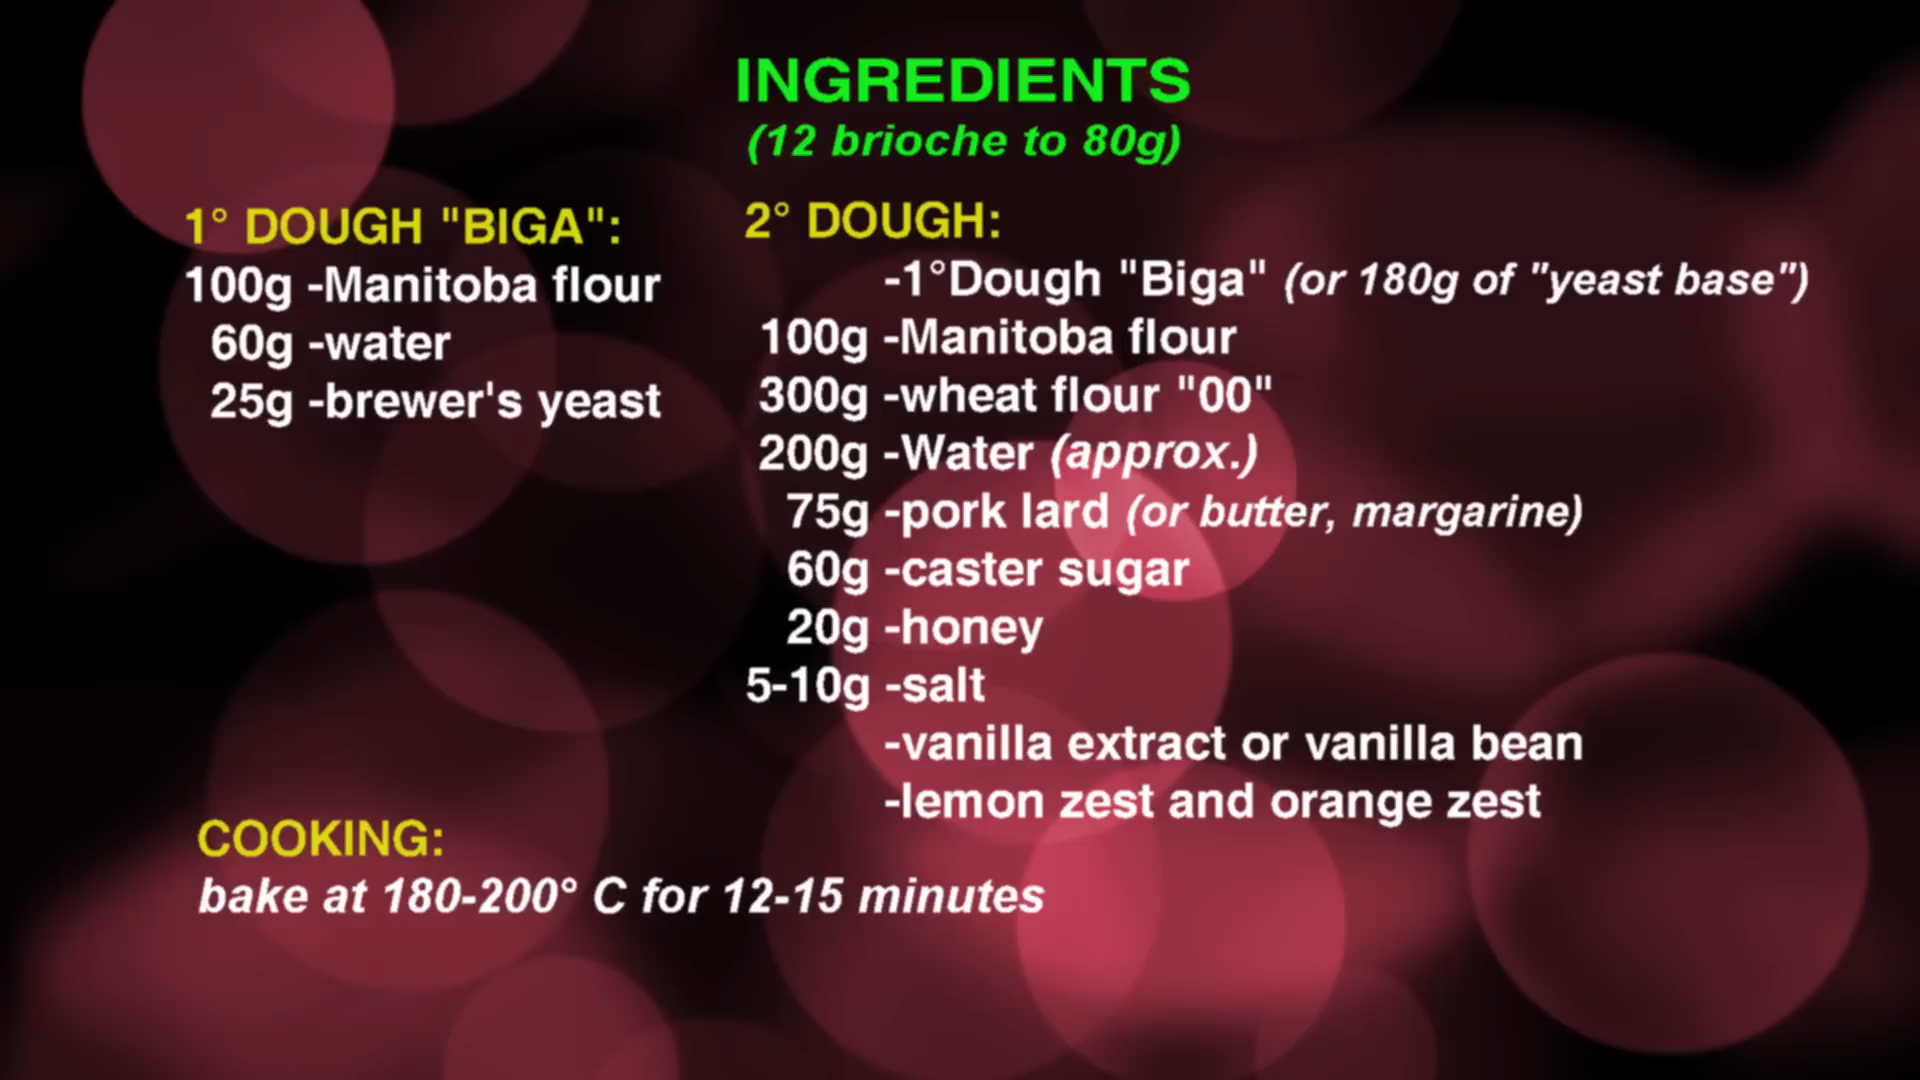 INGREDIENTS
(12 brioche to 80g)
1° DOUGH "BIGA":
100g -Manitoba flour
60g -water
25g -brewer's yeast
2° DOUGH:
-1°Dough "Biga" (or 180g of "yeast base")
100g -Manitoba flour
300g -wheat flour "00"
200g -Water (approx.)
75g -pork lard (or butter, margarine)
60g -caster sugar
20g -honey
5-10g -salt
-vanilla extract or vanilla bean
-lemon zest and orange zest
COOKING:
bake at 180-200° C for 12-15 minutes